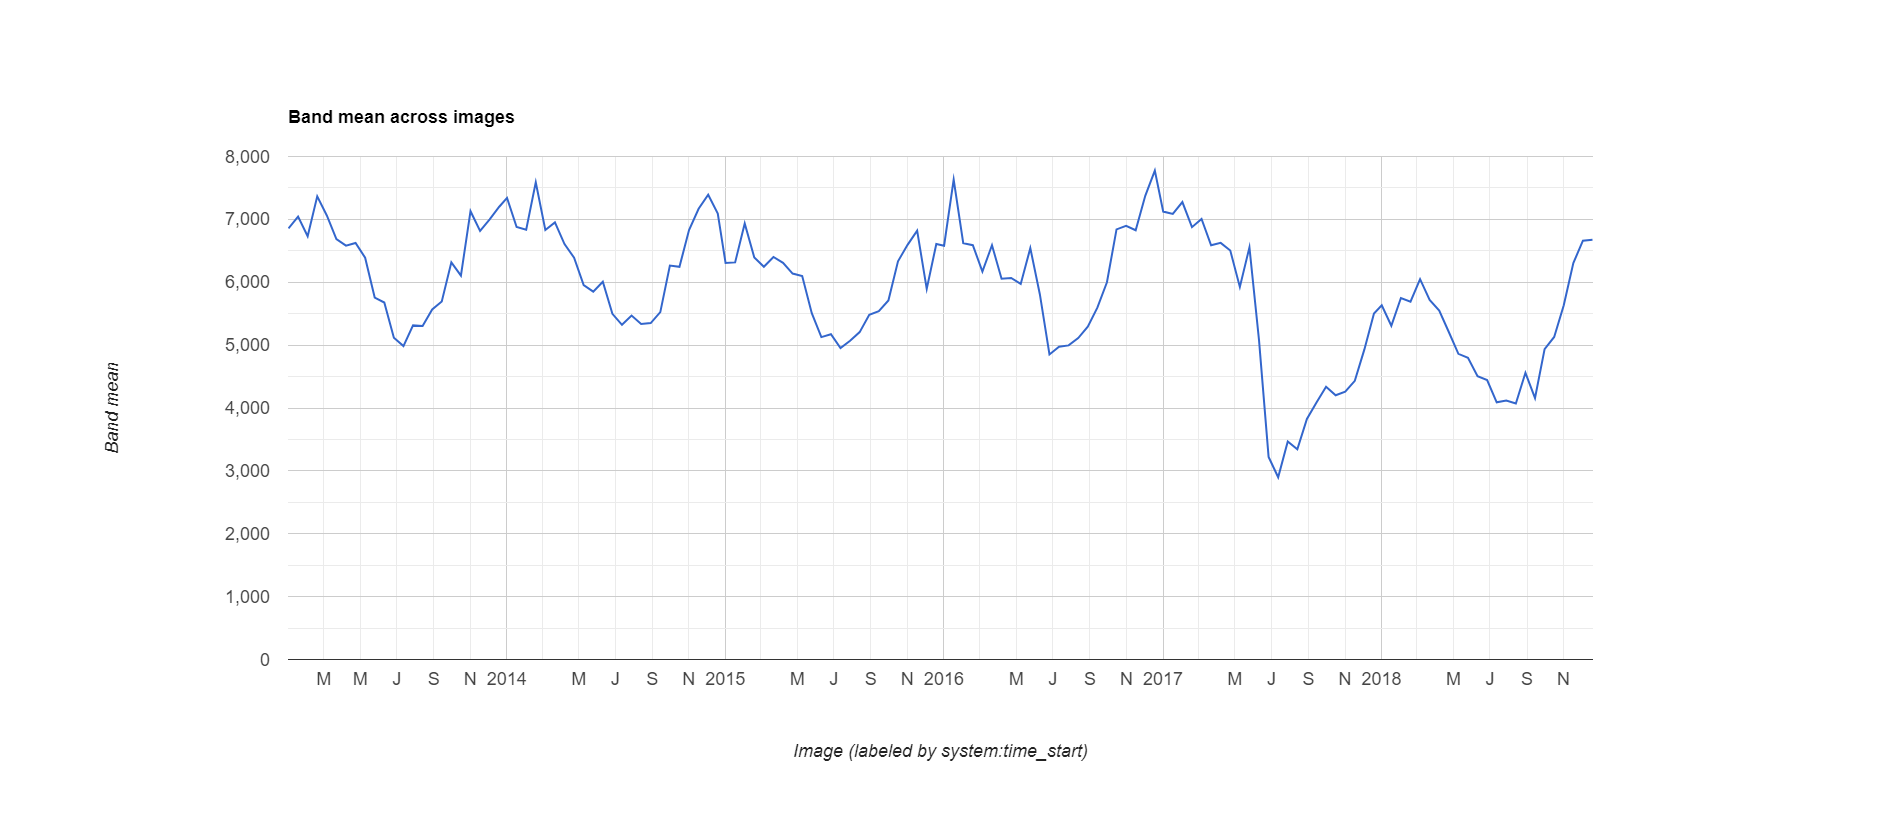 Band mean across images
8,000
7,000
6,000
5,000
4,000
3,000
2,000
1,000
0
Band mean
M M J S N 2014 M J S N 2015 M J S N 2016 M J S N 2017 M J S N 2018 M J S N
Image (labeled by system:time_start)